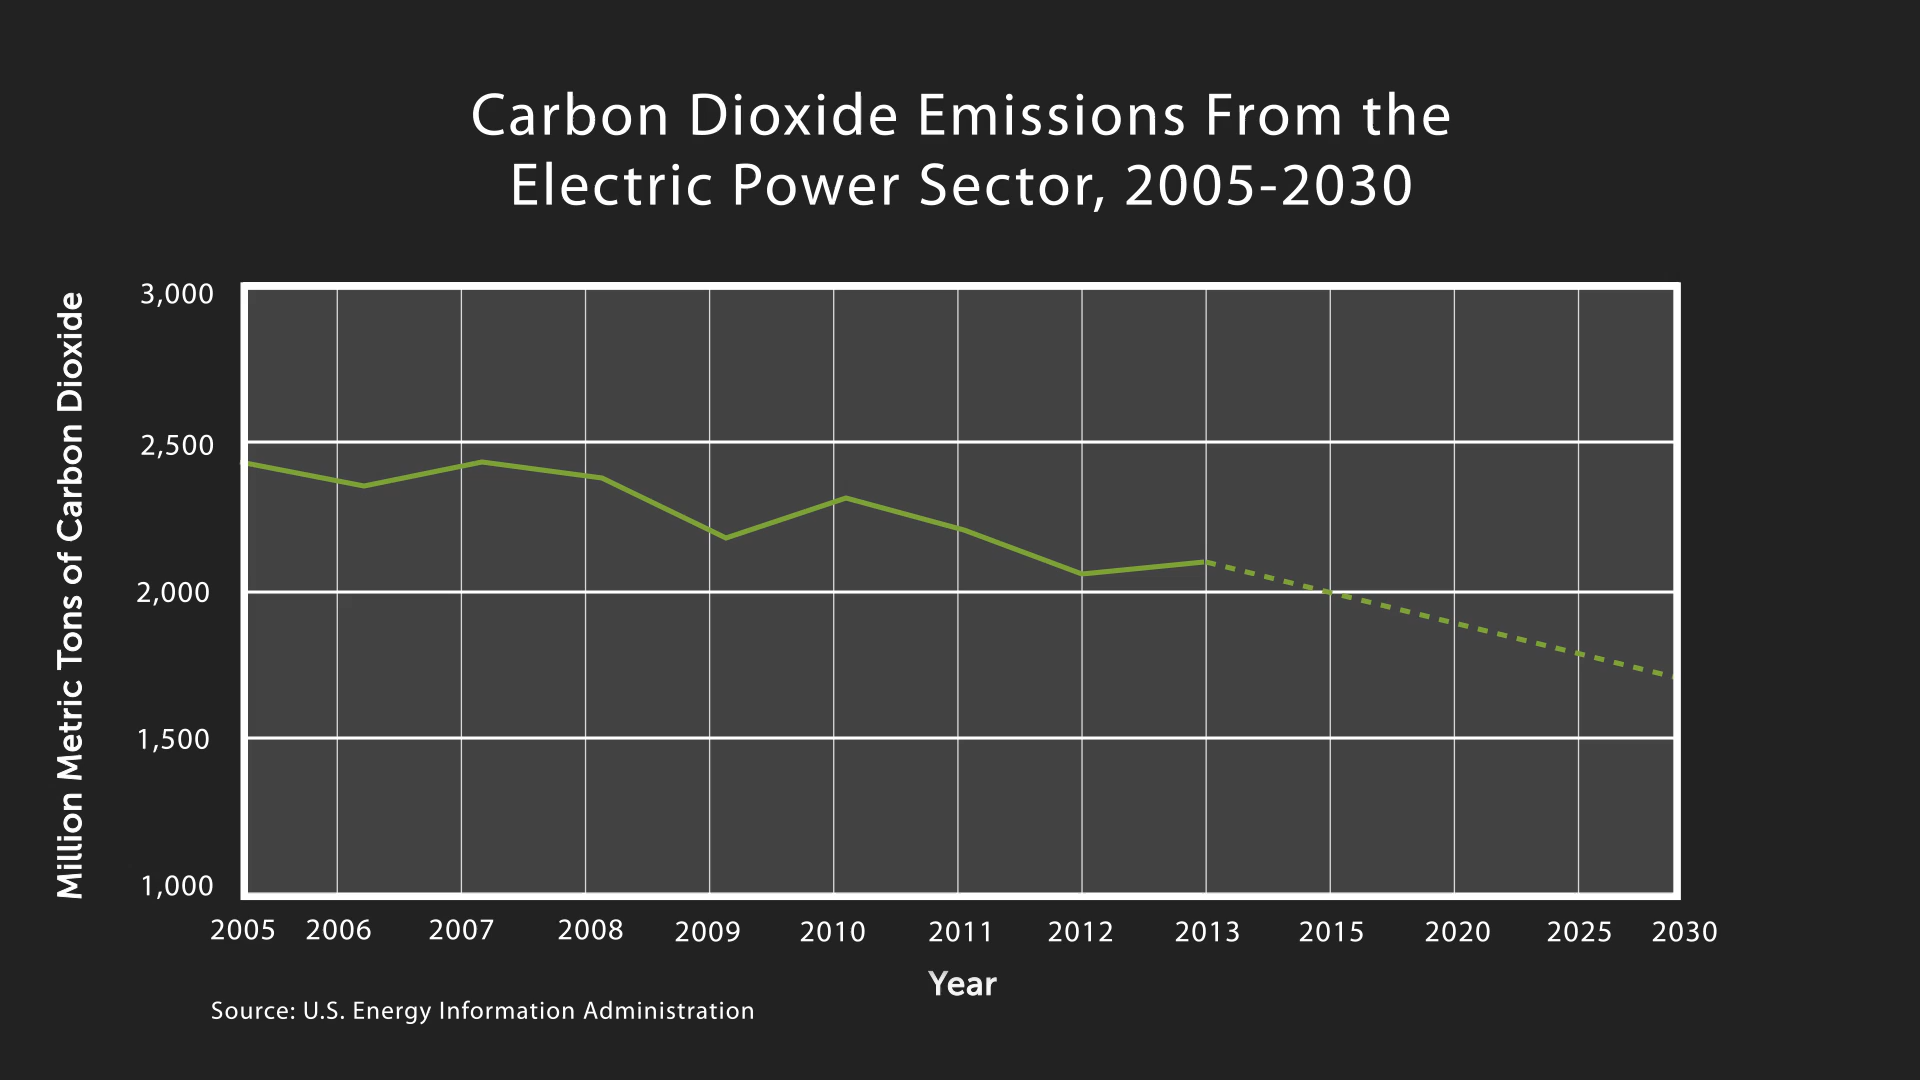 Carbon Dioxide Emissions From the
Electric Power Sector, 2005-2030
Million Metric Tons of Carbon Dioxide
3,000
2,500
2,000
1,500
1,000
2005 2006 2007 2008 2009 2010 2011 2012 2013 2015 2020 2025 2030
Year
Source: U.S. Energy Information Administration